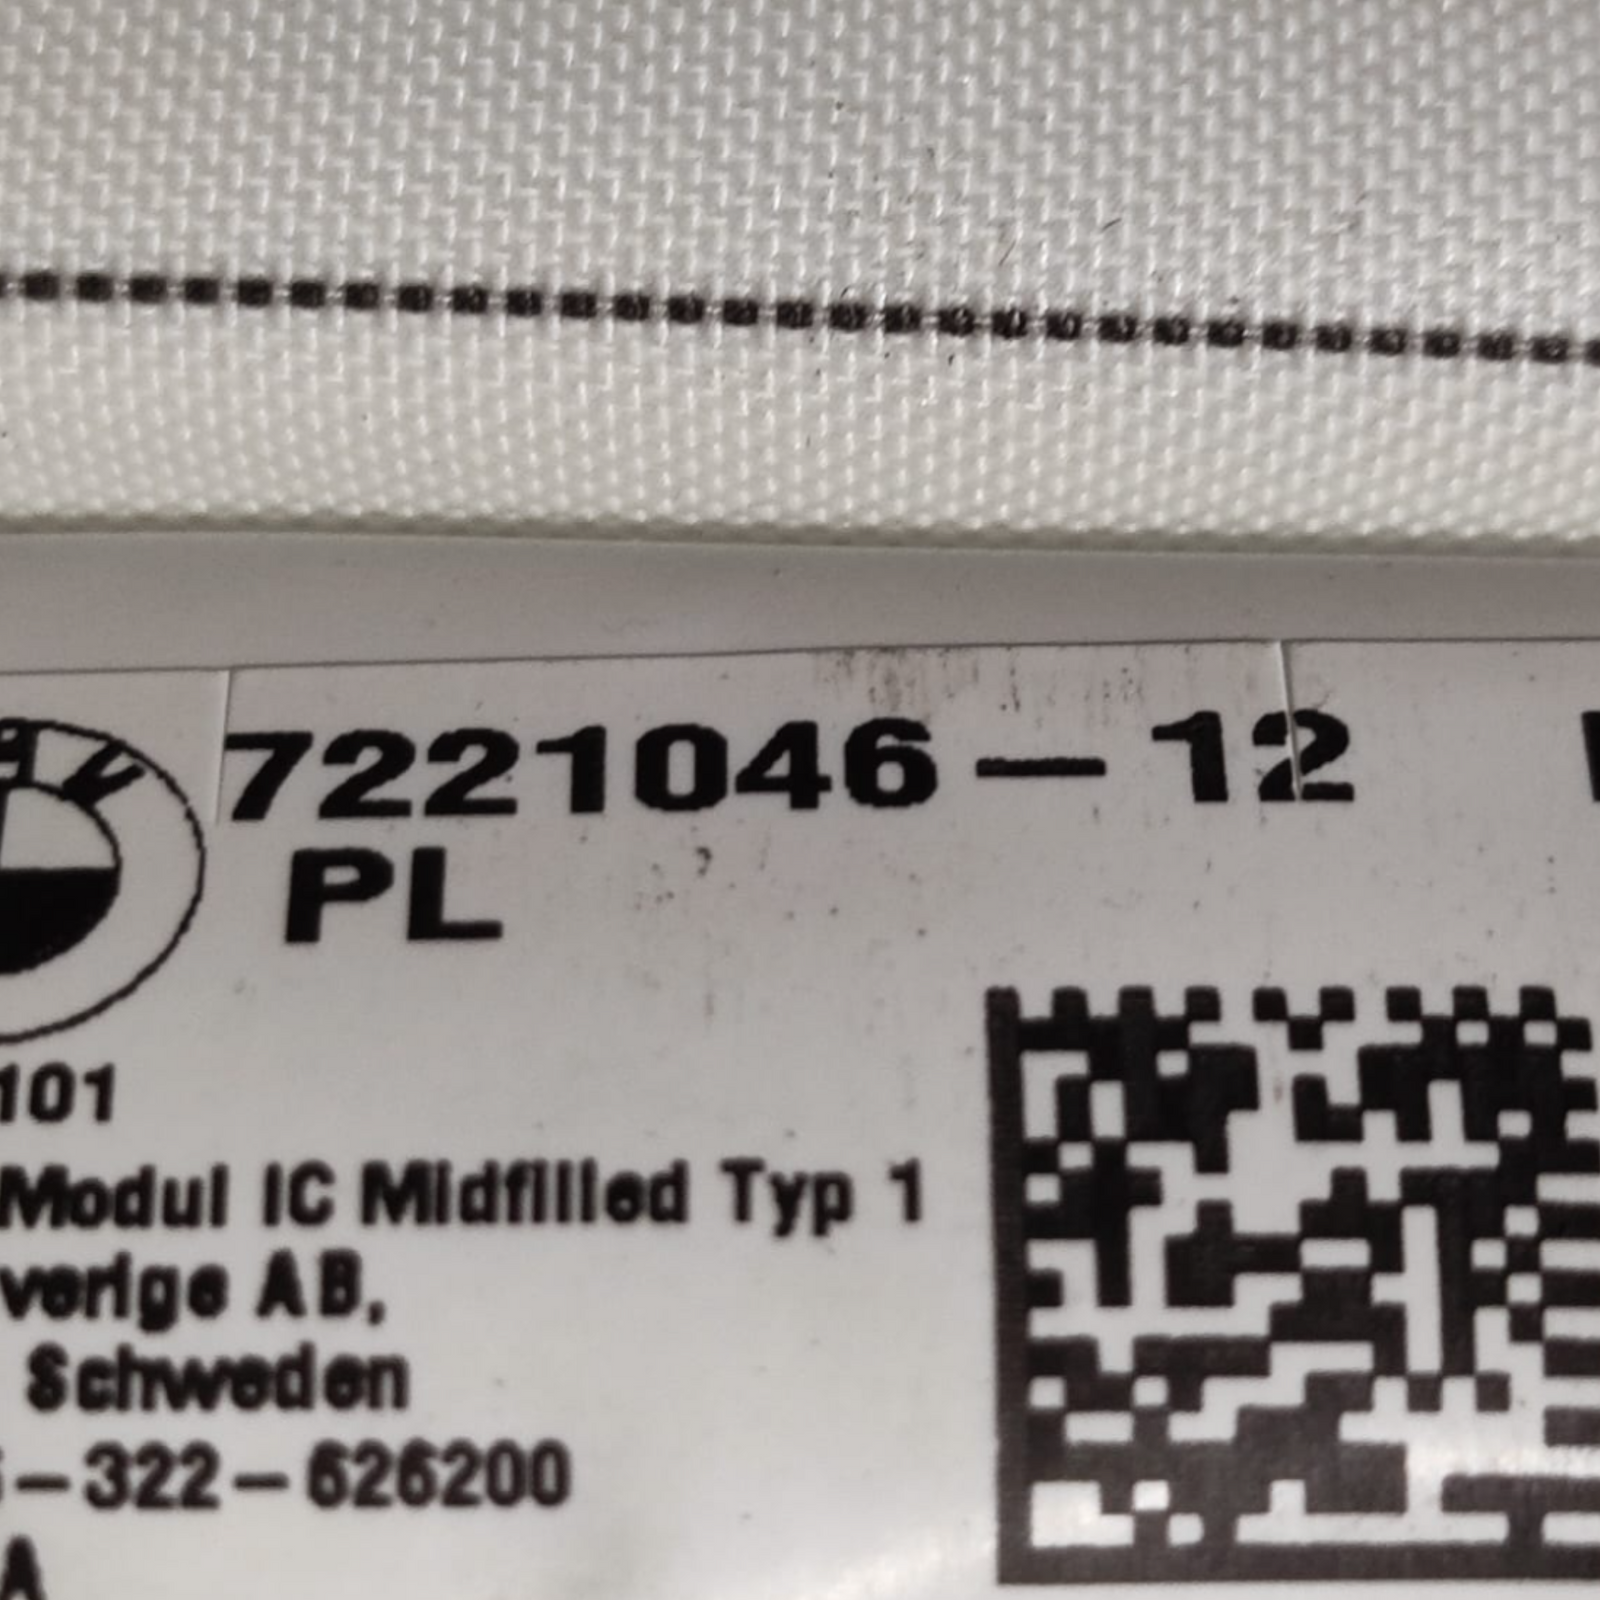 7221046-12
PL
101
Modul IC Midfilled Typ 1
verige AB,
Schweden
-322-626200
A